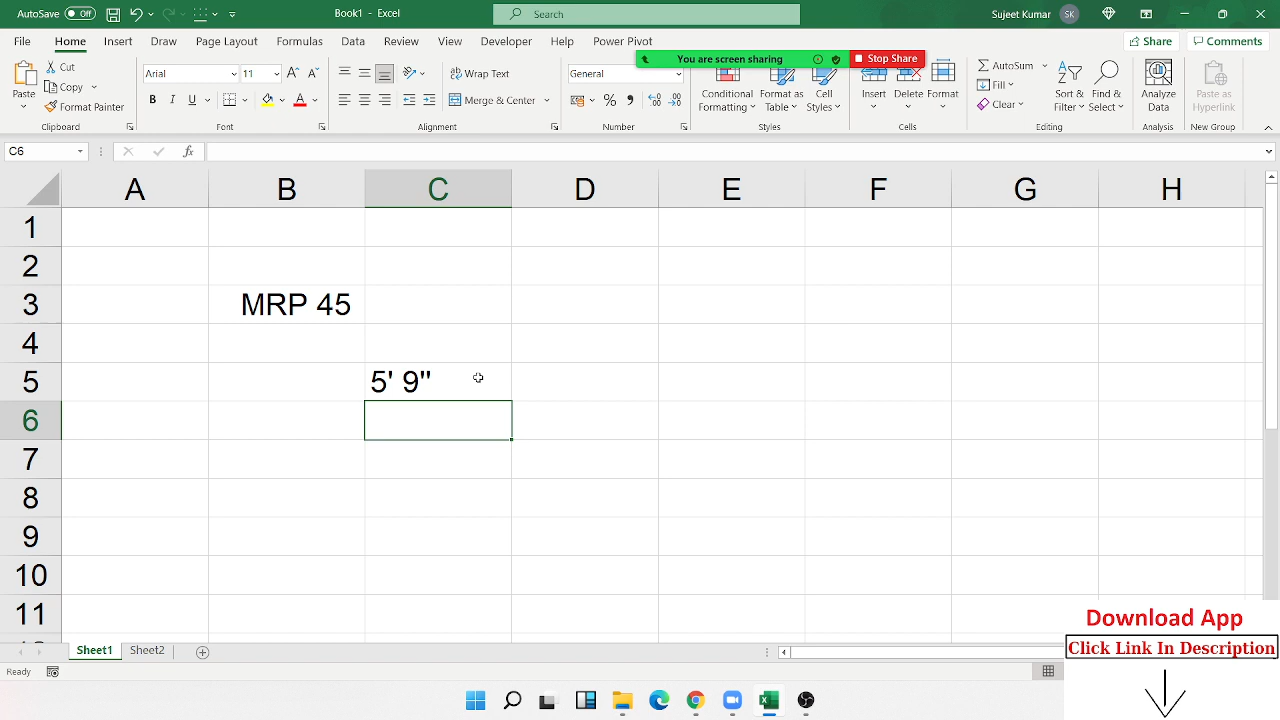 AutoSave Off
Book1 - Excel
Search
Sujeet Kumar SK
File Home Insert Draw Page Layout Formulas Data Review View Developer Help Power Pivot
You are screen sharing Stop Share
Share Comments
Paste
Cut
Copy
Format Painter
Clipboard
Arial 11
B I U
Font
Wrap Text
Merge & Center
Alignment
General
Number
Conditional Formatting
Format as Table
Cell Styles
Styles
Insert Delete Format
Cells
AutoSum
Fill
Clear
Sort & Filter
Find & Select
Editing
Analyze Data
Analysis
Paste as Hyperlink
New Group
C6 fx
A B C D E F G H
1
2
3 MRP 45
4
5 5' 9''
6
7
8
9
10
11
Download App
Click Link In Description
Sheet1 Sheet2
Ready